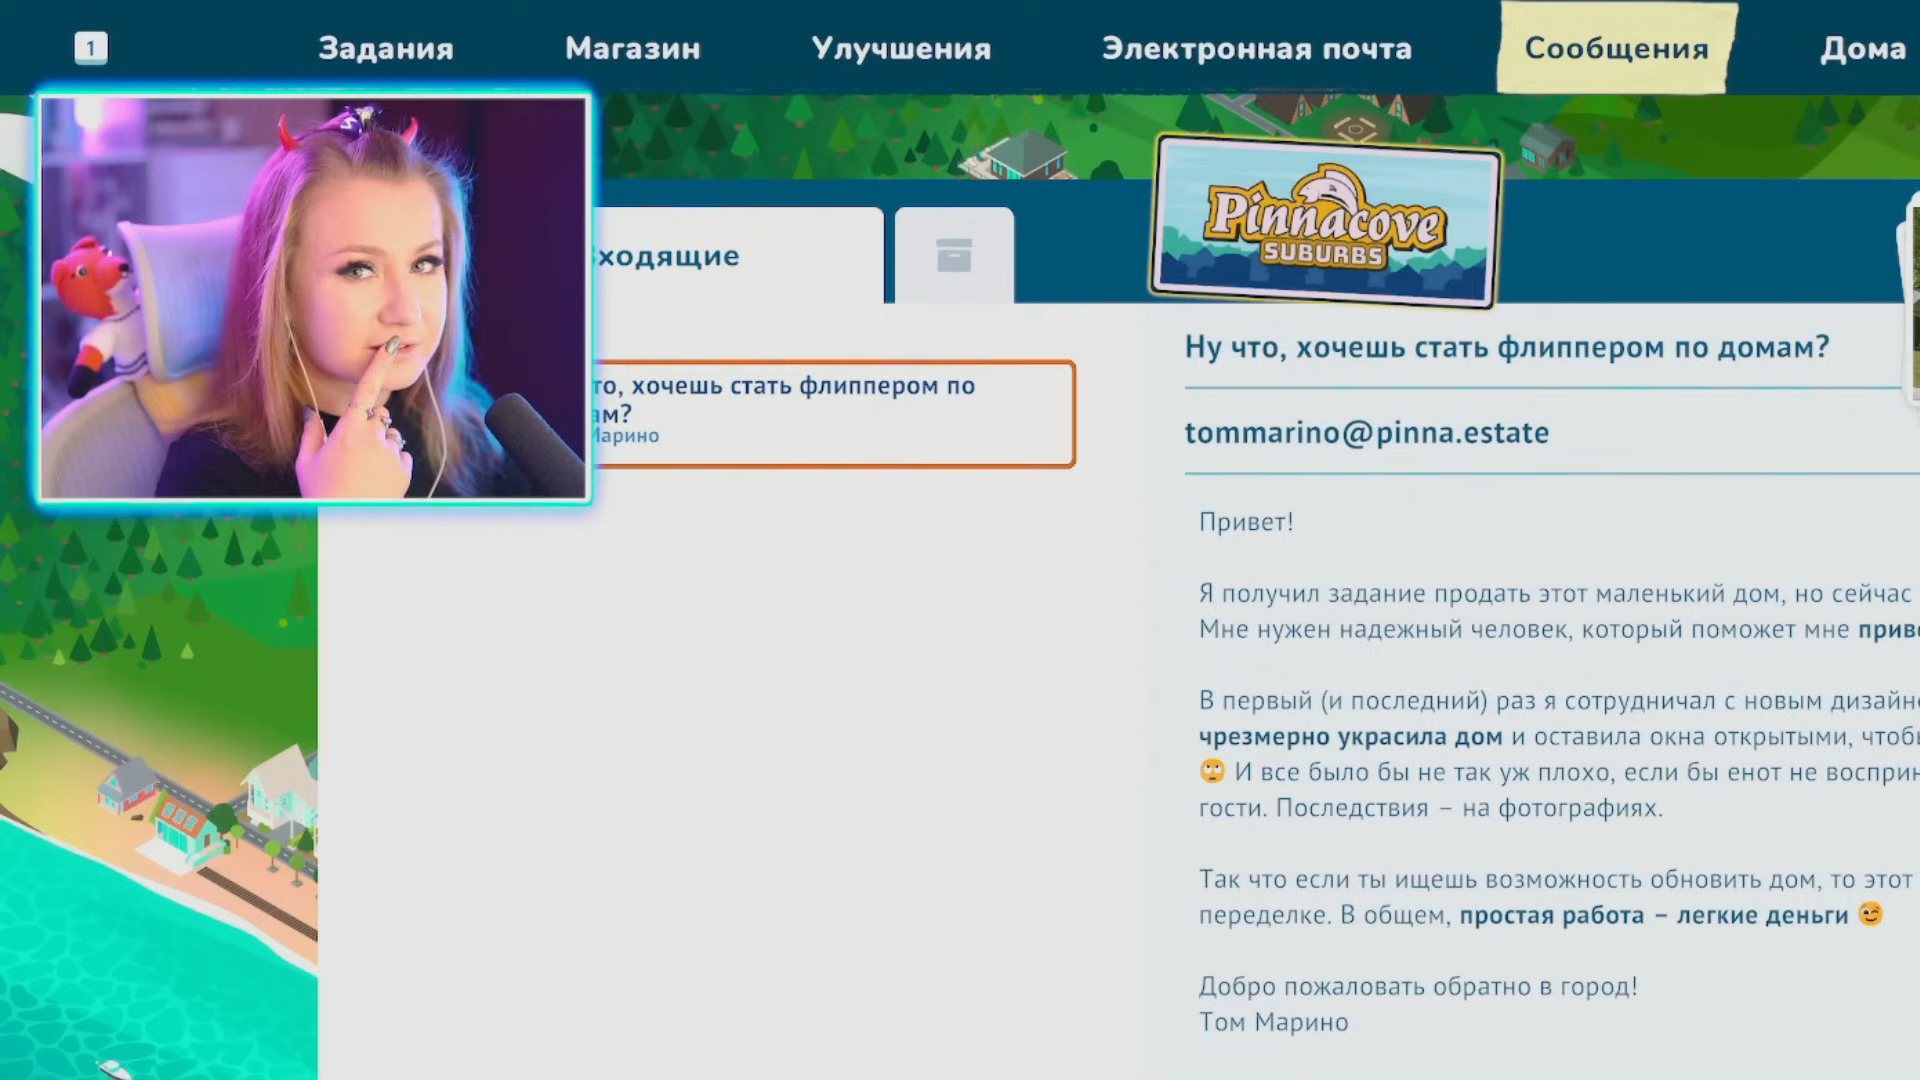 1
Задания
Магазин
Улучшения
Электронная почта
Сообщения
Дома
Pinnacove
SUBURBS
Входящие
то, хочешь стать флиппером по
ам?
Марино
Ну что, хочешь стать флиппером по домам?
tommarino@pinna.estate
Привет!
Я получил задание продать этот маленький дом, но сейчас
Мне нужен надежный человек, который поможет мне
В первый (и последний) раз я сотрудничал с новым
чрезмерно украсила дом и оставила окна открытыми,
🙄 И все было бы не так уж плохо, если бы енот не
гости. Последствия – на фотографиях.
Так что если ты ищешь возможность обновить дом, то этот
переделке. В общем, простая работа – легкие деньги 😉
Добро пожаловать обратно в город!
Том Марино